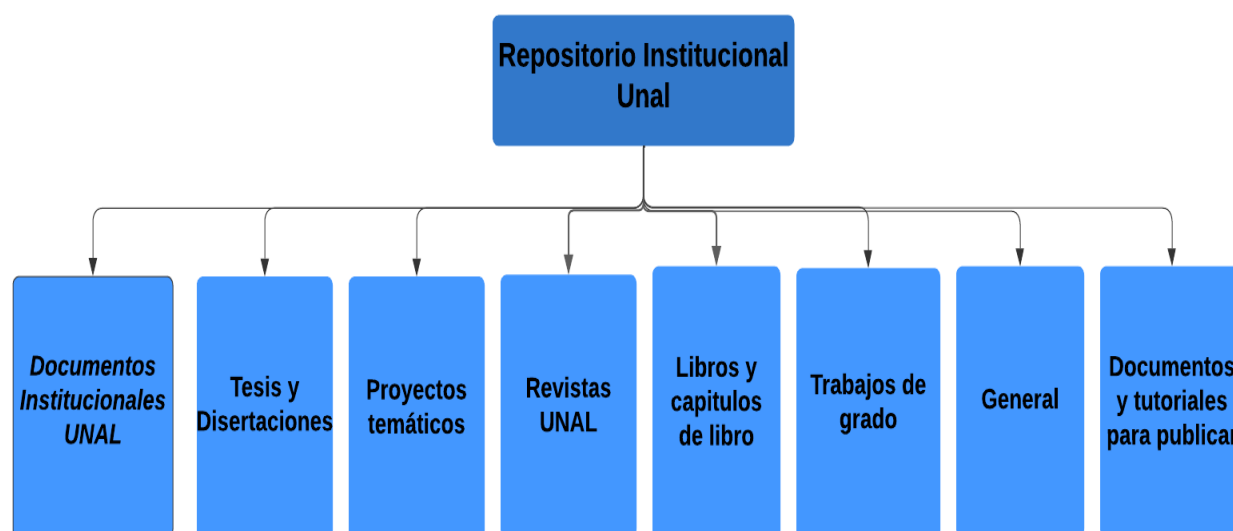 Repositorio Institucional
Unal
Documentos
Institucionales
UNAL
Tesis y
Disertaciones
Proyectos
temáticos
Revistas
UNAL
Libros y
capitulos
de libro
Trabajos de
grado
General
Documentos
y tutoriales
para publicar